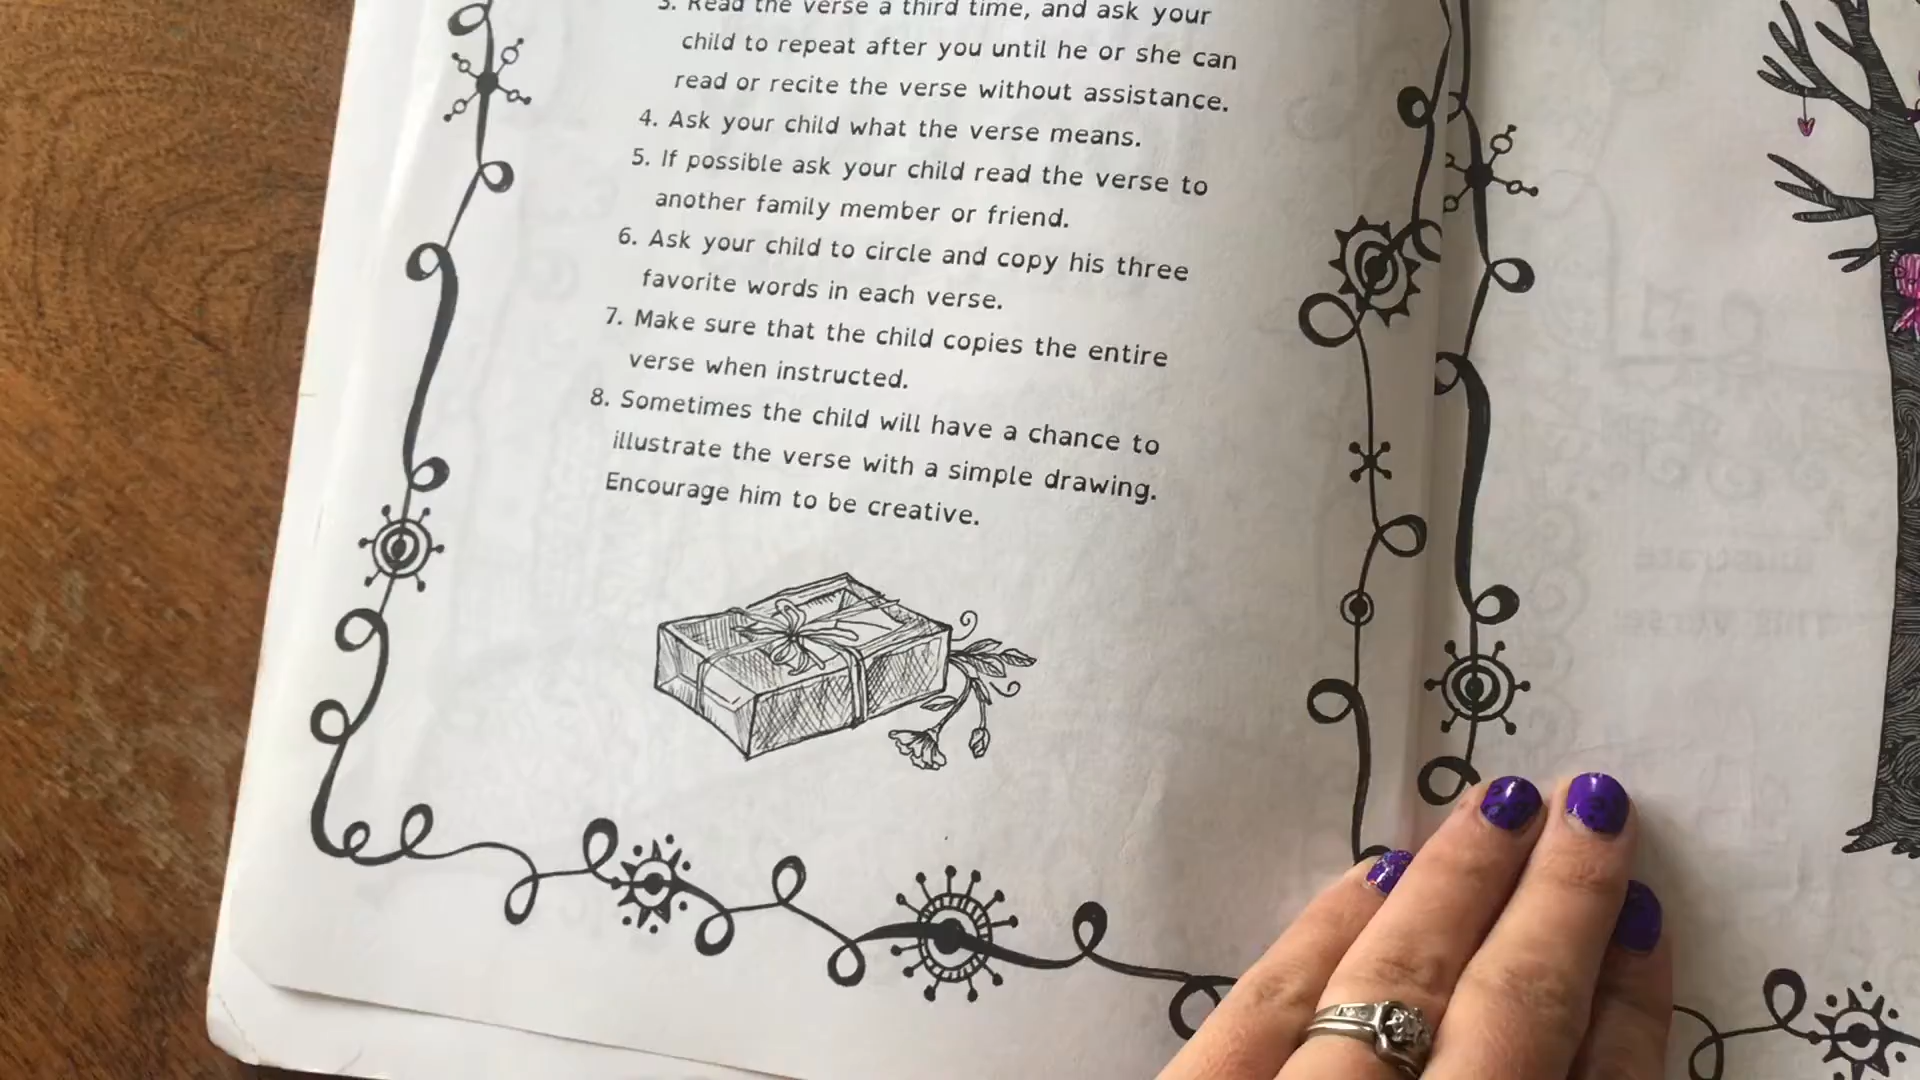 3. Read the verse a third time, and ask your
child to repeat after you until he or she can
read or recite the verse without assistance.
4. Ask your child what the verse means.
5. If possible ask your child read the verse to
another family member or friend.
6. Ask your child to circle and copy his three
favorite words in each verse.
7. Make sure that the child copies the entire
verse when instructed.
8. Sometimes the child will have a chance to
illustrate the verse with a simple drawing.
Encourage him to be creative.